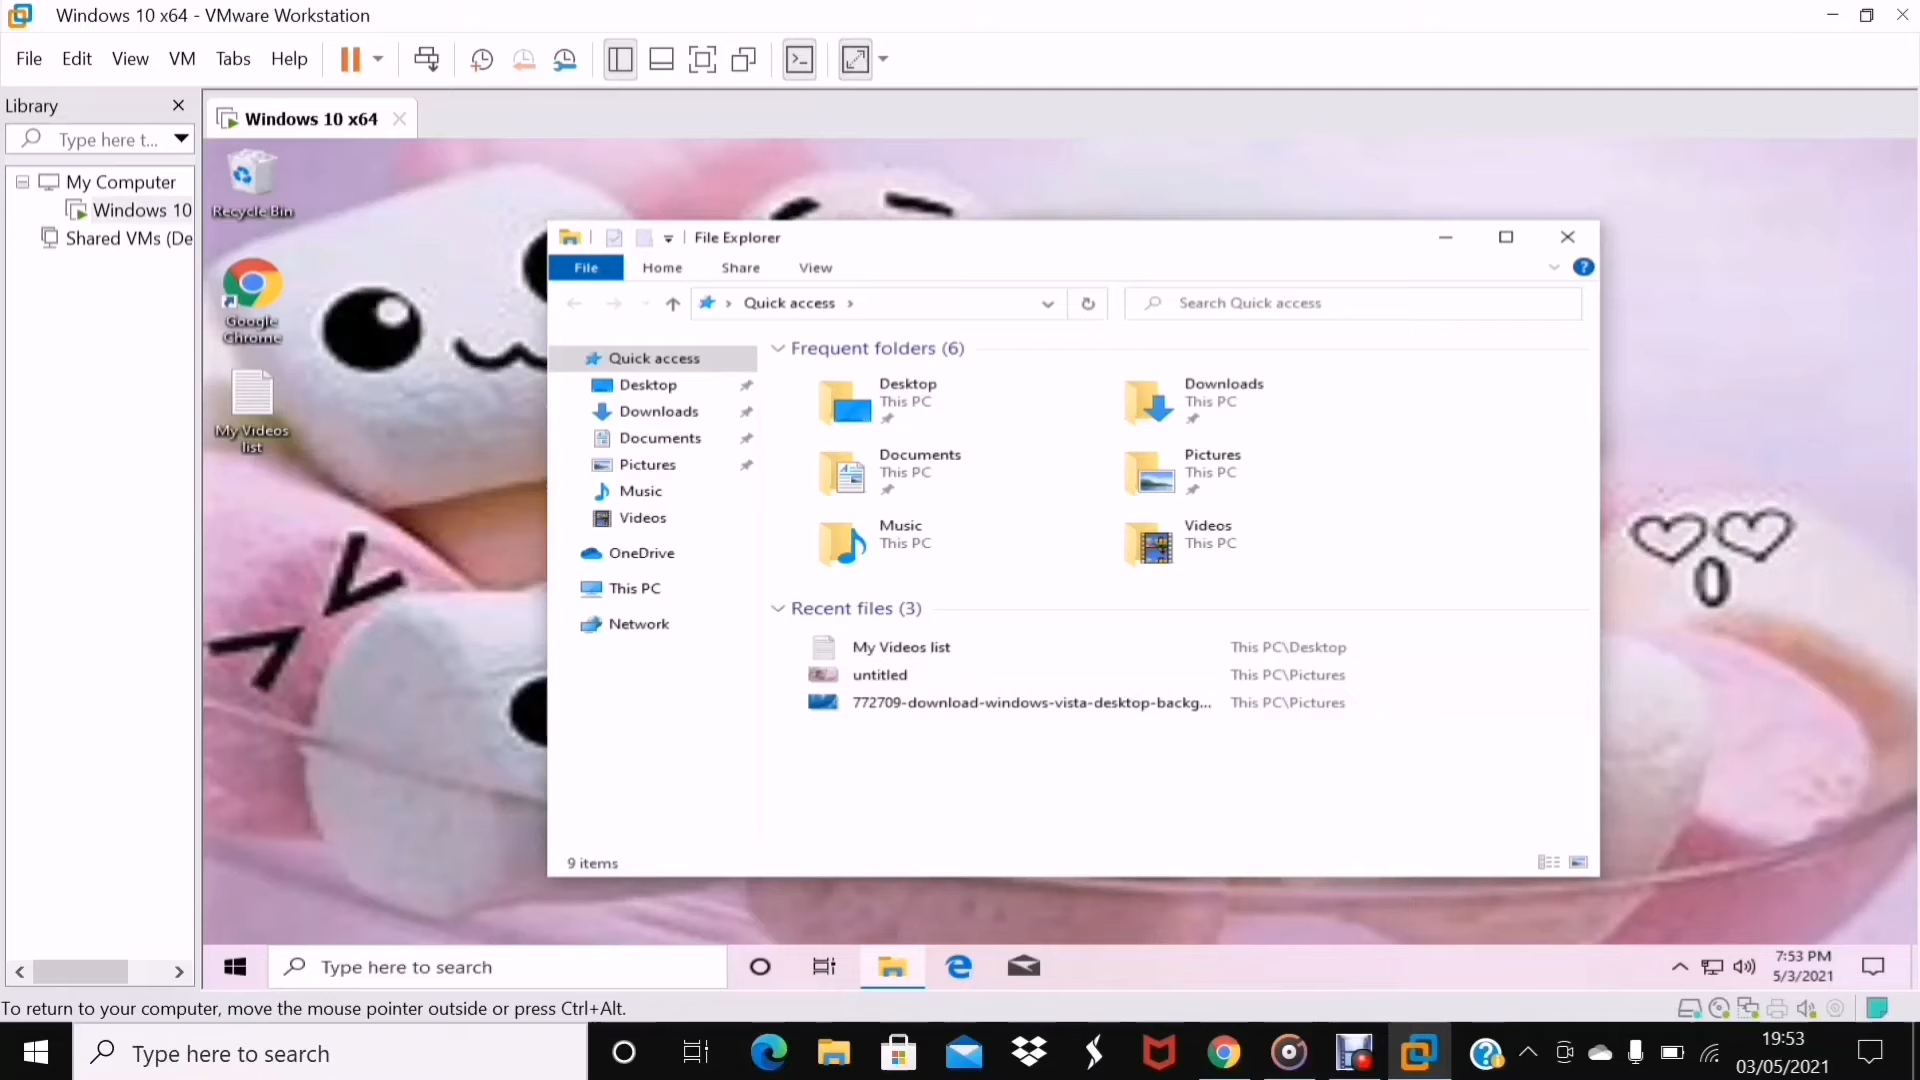 Windows 10 x64 - VMware Workstation
File Edit View VM Tabs Help
Library
Windows 10 x64
Type here t...
My Computer
Windows 10
Shared VMs (De
Recycle Bin
Google
Chrome
My Videos
list
File Explorer
File Home Share View
Quick access
Search Quick access
Quick access
Desktop
Downloads
Documents
Pictures
Music
Videos
OneDrive
This PC
Network
Frequent folders (6)
Desktop
This PC
Downloads
This PC
Documents
This PC
Pictures
This PC
Music
This PC
Videos
This PC
Recent files (3)
My Videos list This PC\Desktop
untitled This PC\Pictures
772709-download-windows-vista-desktop-backg... This PC\Pictures
9 items
Type here to search
7:53 PM
5/3/2021
To return to your computer, move the mouse pointer outside or press Ctrl+Alt.
Type here to search
19:53
03/05/2021